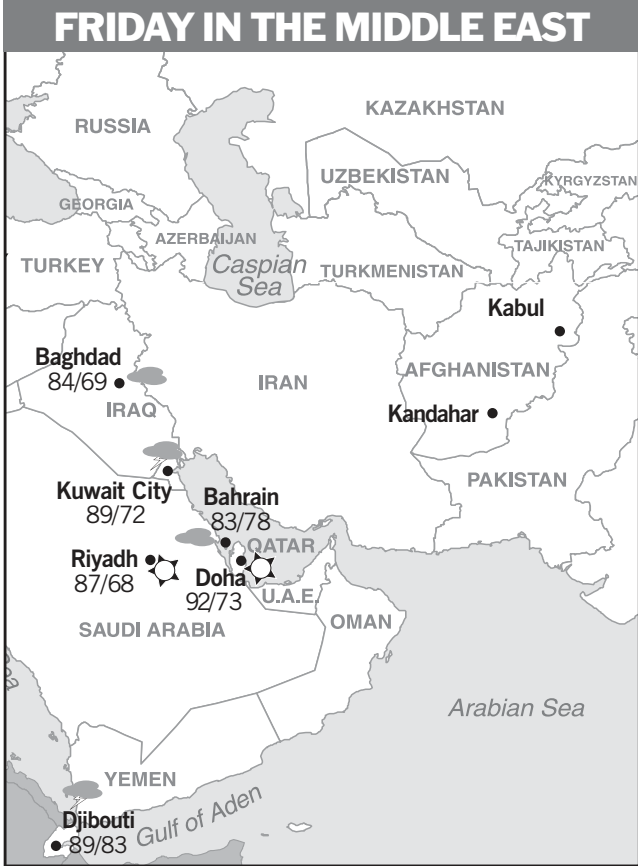 FRIDAY IN THE MIDDLE EAST
KAZAKHSTAN
RUSSIA
UZBEKISTAN
KYRGYZSTAN
GEORGIA
AZERBAIJAN
TAJIKISTAN
TURKEY
Caspian
Sea
TURKMENISTAN
Kabul
Baghdad
84/69
IRAN
AFGHANISTAN
IRAQ
Kandahar
PAKISTAN
Kuwait City
89/72
Bahrain
83/78
QATAR
Riyadh
87/68
Doha
92/73
U.A.E.
OMAN
SAUDI ARABIA
Arabian Sea
YEMEN
Djibouti
89/83
Gulf of Aden